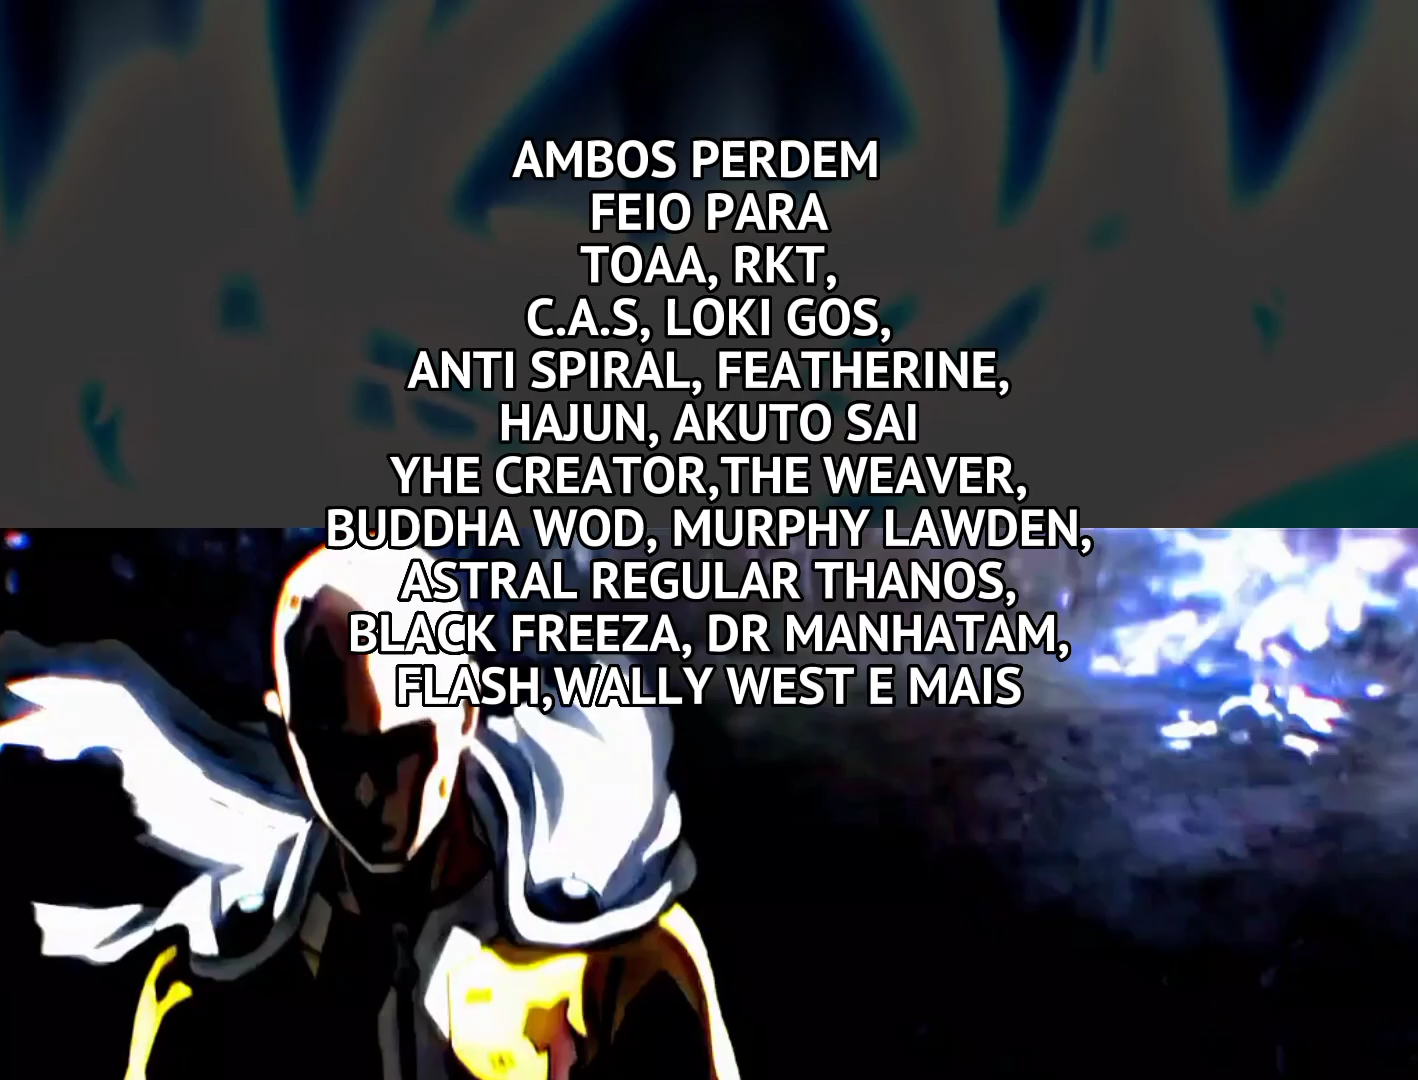 AMBOS PERDEM
FEIO PARA
TOAA, RKT,
C.A.S, LOKI GOS,
ANTI SPIRAL, FEATHERINE,
HAJUN, AKUTO SAI
YHE CREATOR,THE WEAVER,
BUDDHA WOD, MURPHY LAWDEN,
ASTRAL REGULAR THANOS,
BLACK FREEZA, DR MANHATAM,
FLASH,WALLY WEST E MAIS